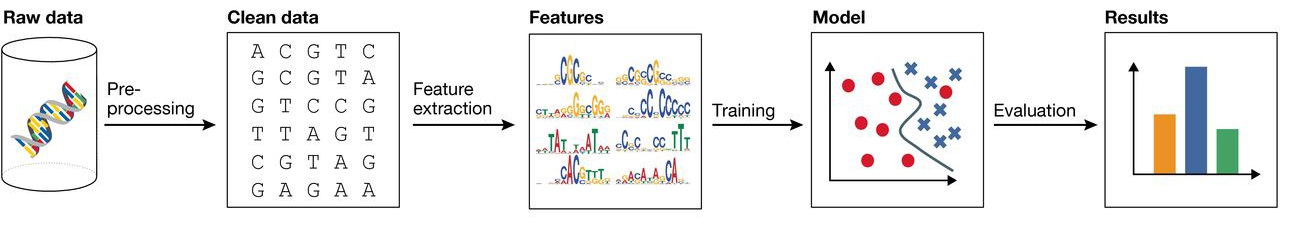 Raw data
Pre-
processing
Clean data
A C G T C
G C G T A
G T C C G
T T A G T
C G T A G
G A G A A
Feature
extraction
Features
Training
Model
Evaluation
Results